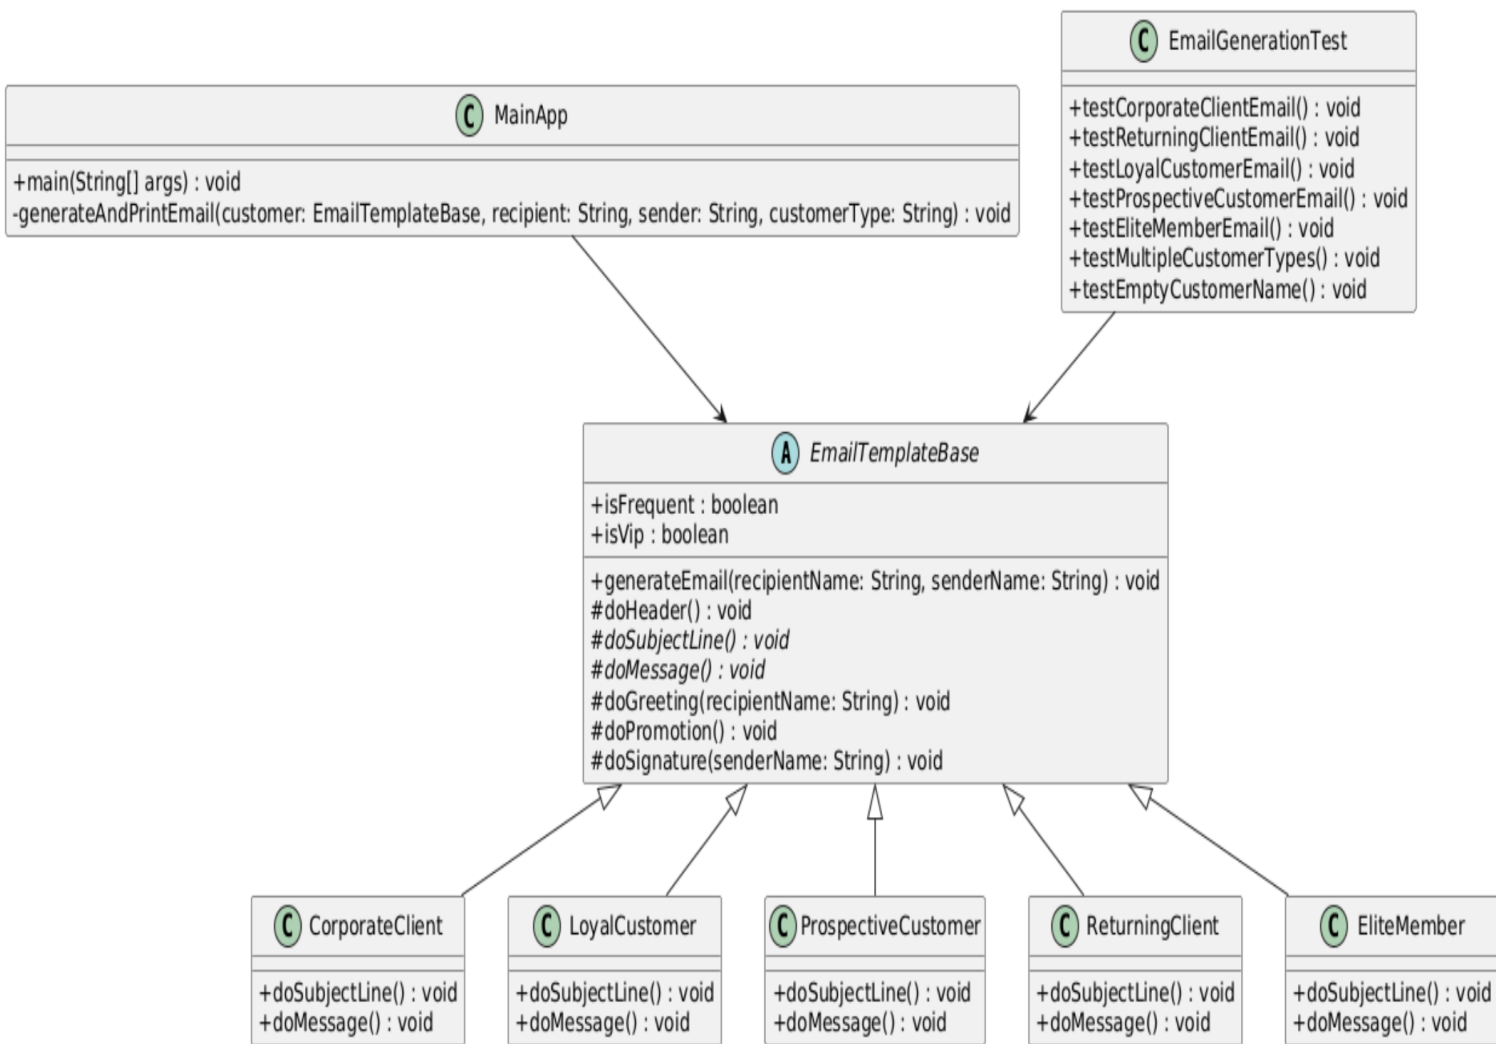 C MainApp
+main(String[] args) : void
-generateAndPrintEmail(customer: EmailTemplateBase, recipient: String, sender: String, customerType: String) : void
C EmailGenerationTest
+testCorporateClientEmail() : void
+testReturningClientEmail() : void
+testLoyalCustomerEmail() : void
+testProspectiveCustomerEmail() : void
+testEliteMemberEmail() : void
+testMultipleCustomerTypes() : void
+testEmptyCustomerName() : void
A EmailTemplateBase
+isFrequent : boolean
+isVip : boolean
+generateEmail(recipientName: String, senderName: String) : void
#doHeader() : void
#doSubjectLine() : void
#doMessage() : void
#doGreeting(recipientName: String) : void
#doPromotion() : void
#doSignature(senderName: String) : void
C CorporateClient
+doSubjectLine() : void
+doMessage() : void
C LoyalCustomer
+doSubjectLine() : void
+doMessage() : void
C ProspectiveCustomer
+doSubjectLine() : void
+doMessage() : void
C ReturningClient
+doSubjectLine() : void
+doMessage() : void
C EliteMember
+doSubjectLine() : void
+doMessage() : void